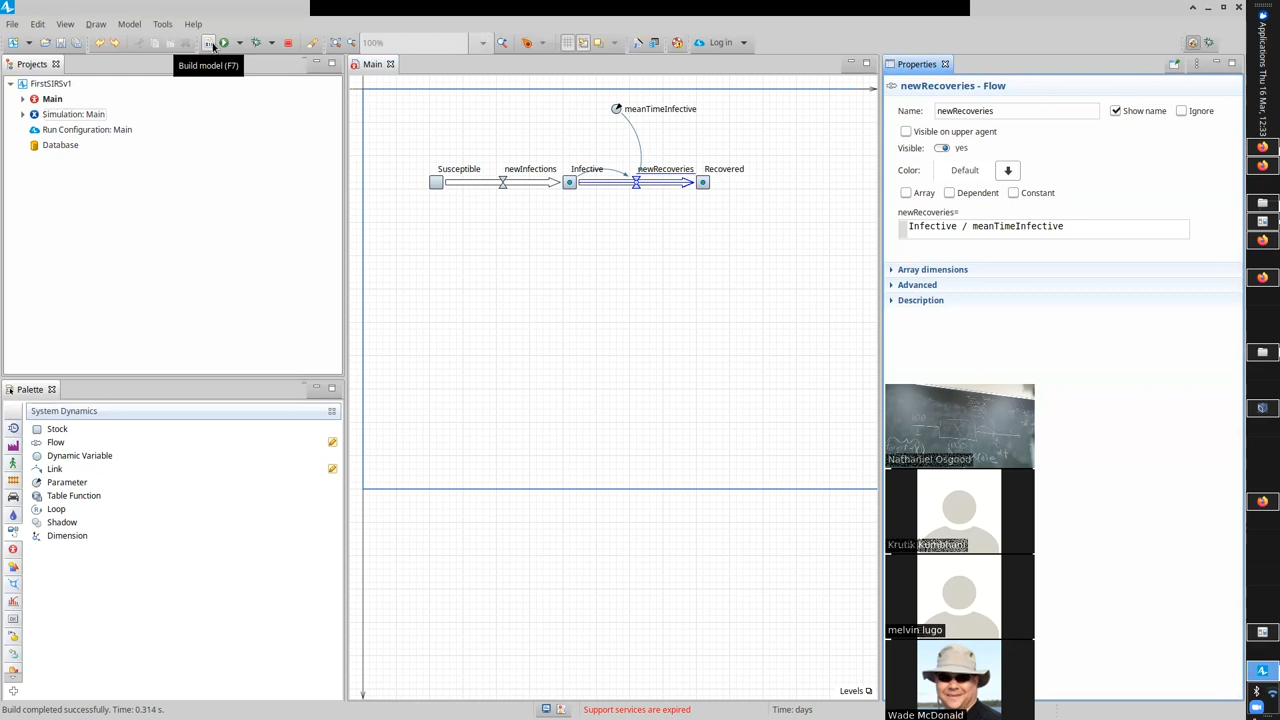 File Edit View Draw Model Tools Help
100% Log in
Build model (F7)
Projects
FirstSIRSv1
Main
Simulation: Main
Run Configuration: Main
Database
Palette
System Dynamics
Stock
Flow
Dynamic Variable
Link
Parameter
Table Function
Loop
Shadow
Dimension
Main
meanTimeInfective
Susceptible newInfections Infective newRecoveries Recovered
Levels
Properties
newRecoveries - Flow
Name: newRecoveries Show name Ignore
Visible on upper agent
Visible: yes
Color: Default
Array Dependent Constant
newRecoveries=
Infective / meanTimeInfective
Array dimensions
Advanced
Description
Nathaniel Osgood
Krutik Kumbhani
melvin lugo
Wade McDonald
Build completed successfully. Time: 0.314 s. Support services are expired Time: days
Applications Thu 16 Mar, 12:33